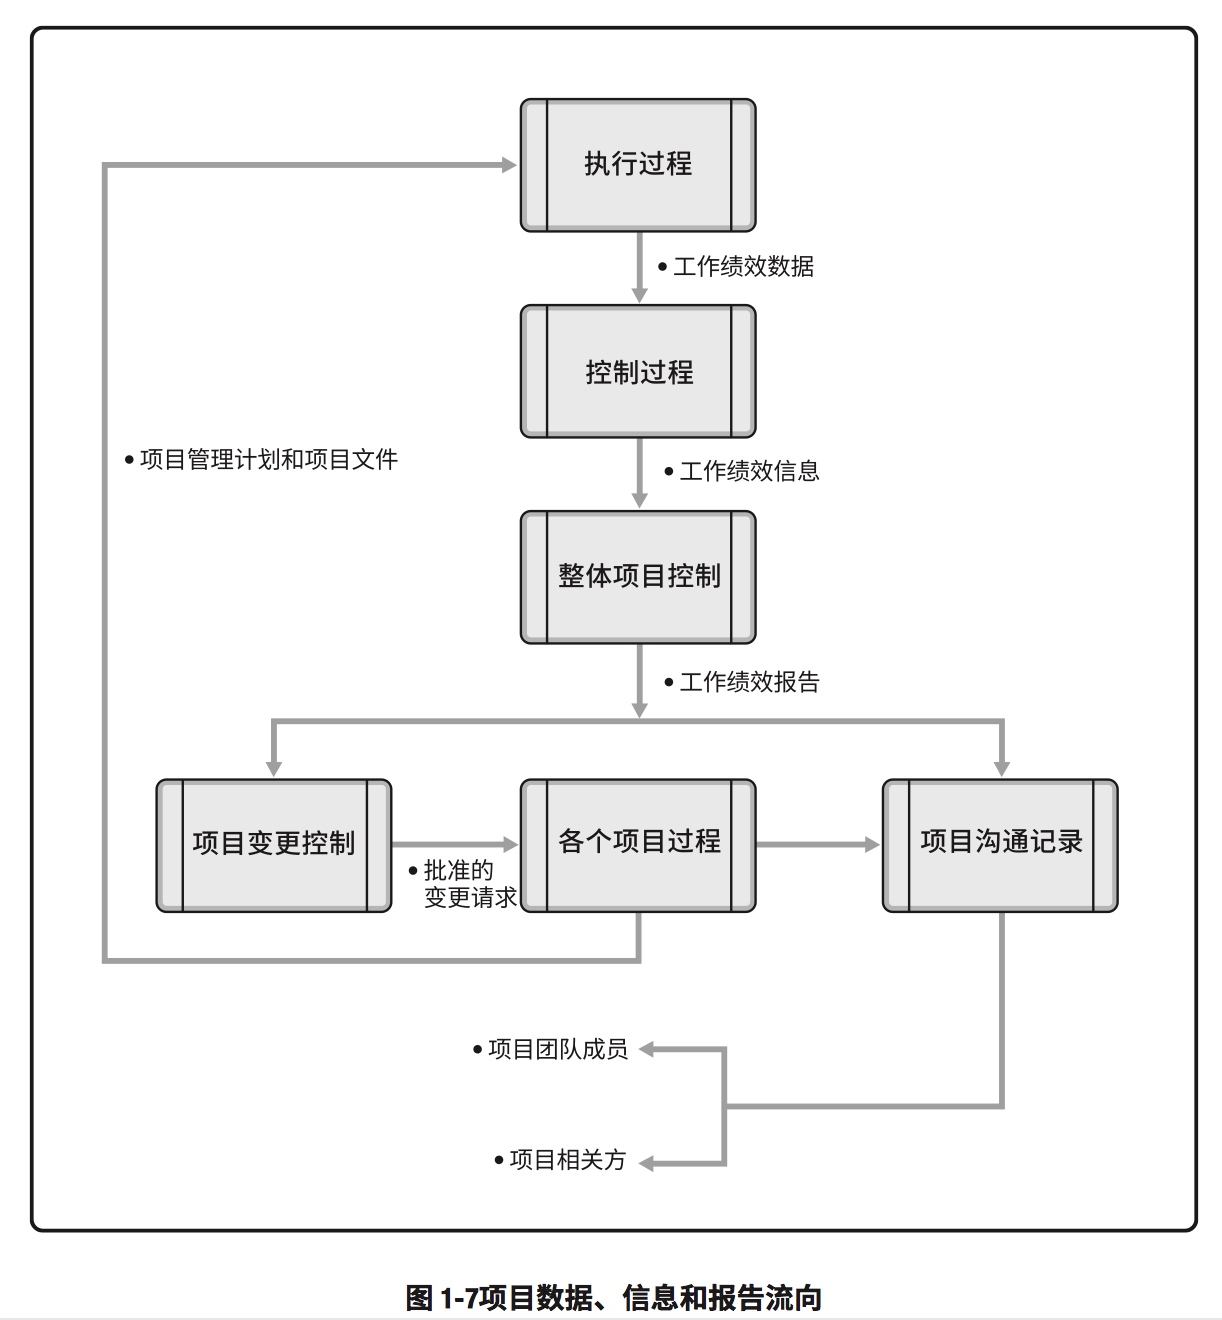 执行过程
• 工作绩效数据
控制过程
• 项目管理计划和项目文件
• 工作绩效信息
整体项目控制
• 工作绩效报告
项目变更控制
• 批准的
变更请求
各个项目过程
项目沟通记录
• 项目团队成员
• 项目相关方
图 1-7项目数据、信息和报告流向